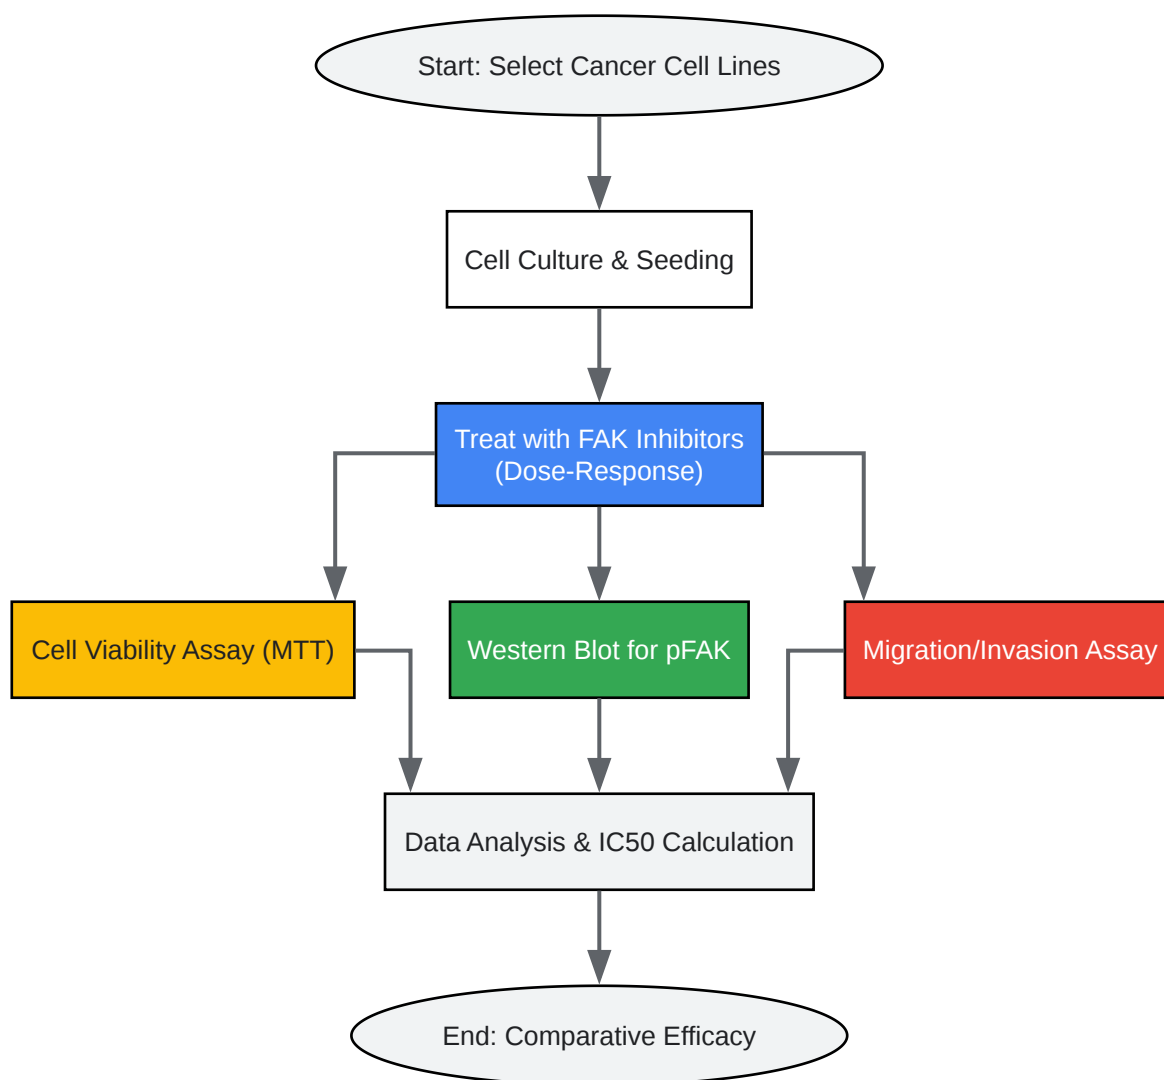 Start: Select Cancer Cell Lines
Cell Culture & Seeding
Treat with FAK Inhibitors
(Dose-Response)
Cell Viability Assay (MTT)
Western Blot for pFAK
Migration/Invasion Assay
Data Analysis & IC50 Calculation
End: Comparative Efficacy